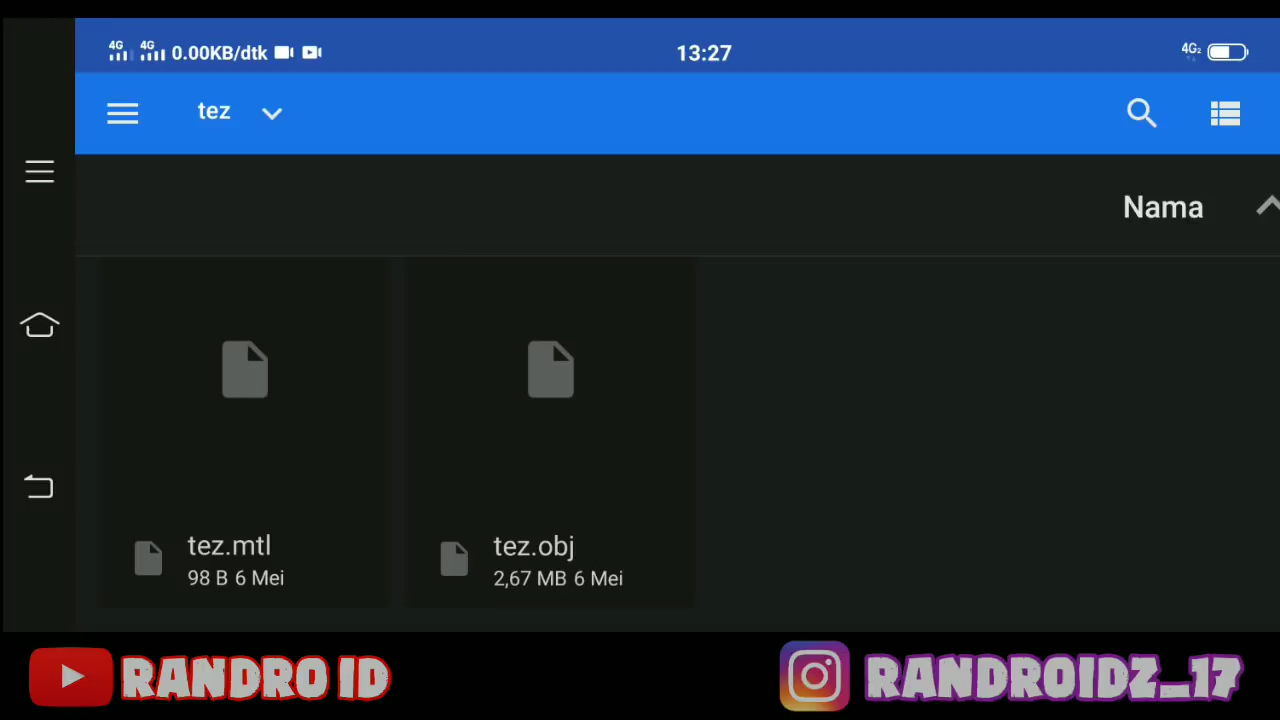 4G 4G 0.00KB/dtk 13:27 4G2
tez
Nama
tez.mtl
98 B 6 Mei
tez.obj
2,67 MB 6 Mei
RANDRO ID
RANDROIDZ_17